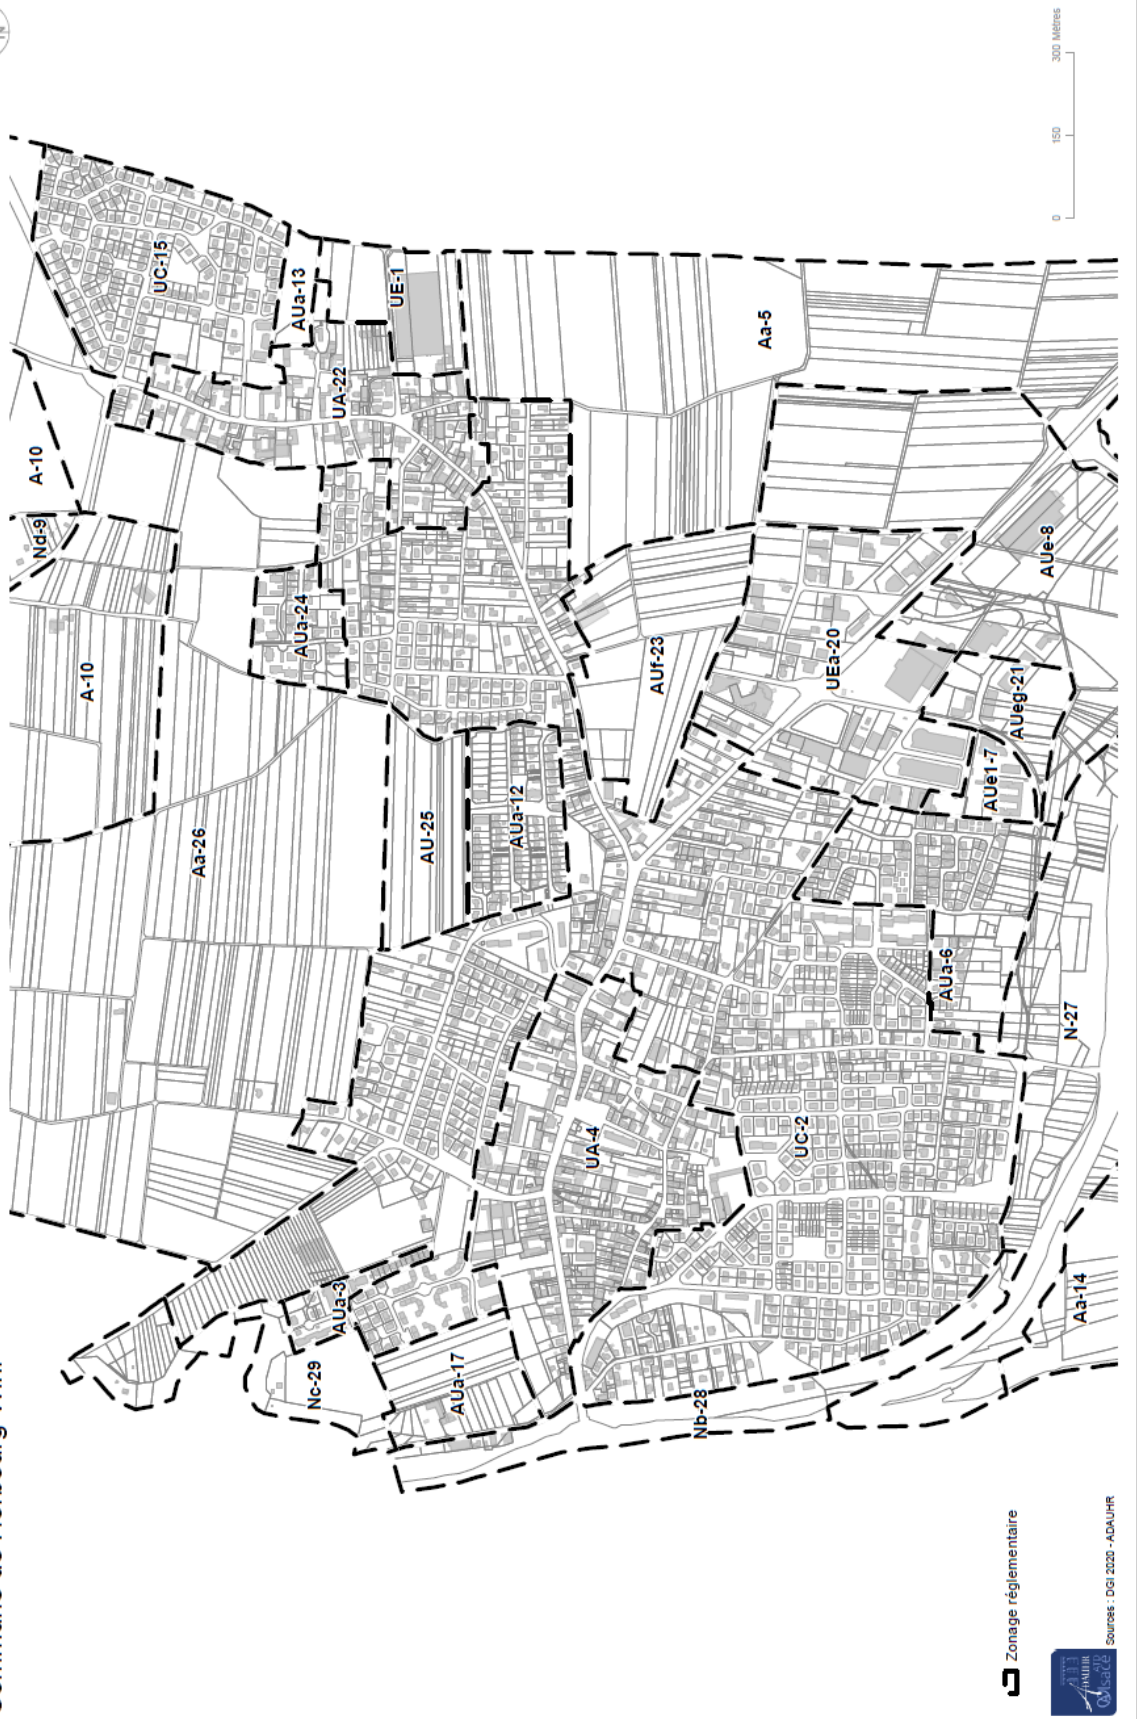 UC-15
AUa-13
UE-1
UA-22
A-10
Nd-9
A-10
AUa-24
Aa-5
Aa-26
AU-25
AUa-12
AUf-23
UEa-20
AUe-8
AUeg-21
AUe1-7
AUa-6
N-27
UA-4
UC-2
AUa-3
Nc-29
AUa-17
Nb-28
Aa-14
0 150 300 Mètres
Zonage réglementaire
ADAUHR
ATD
Alsace
Sources : DGI 2020 - ADAUHR